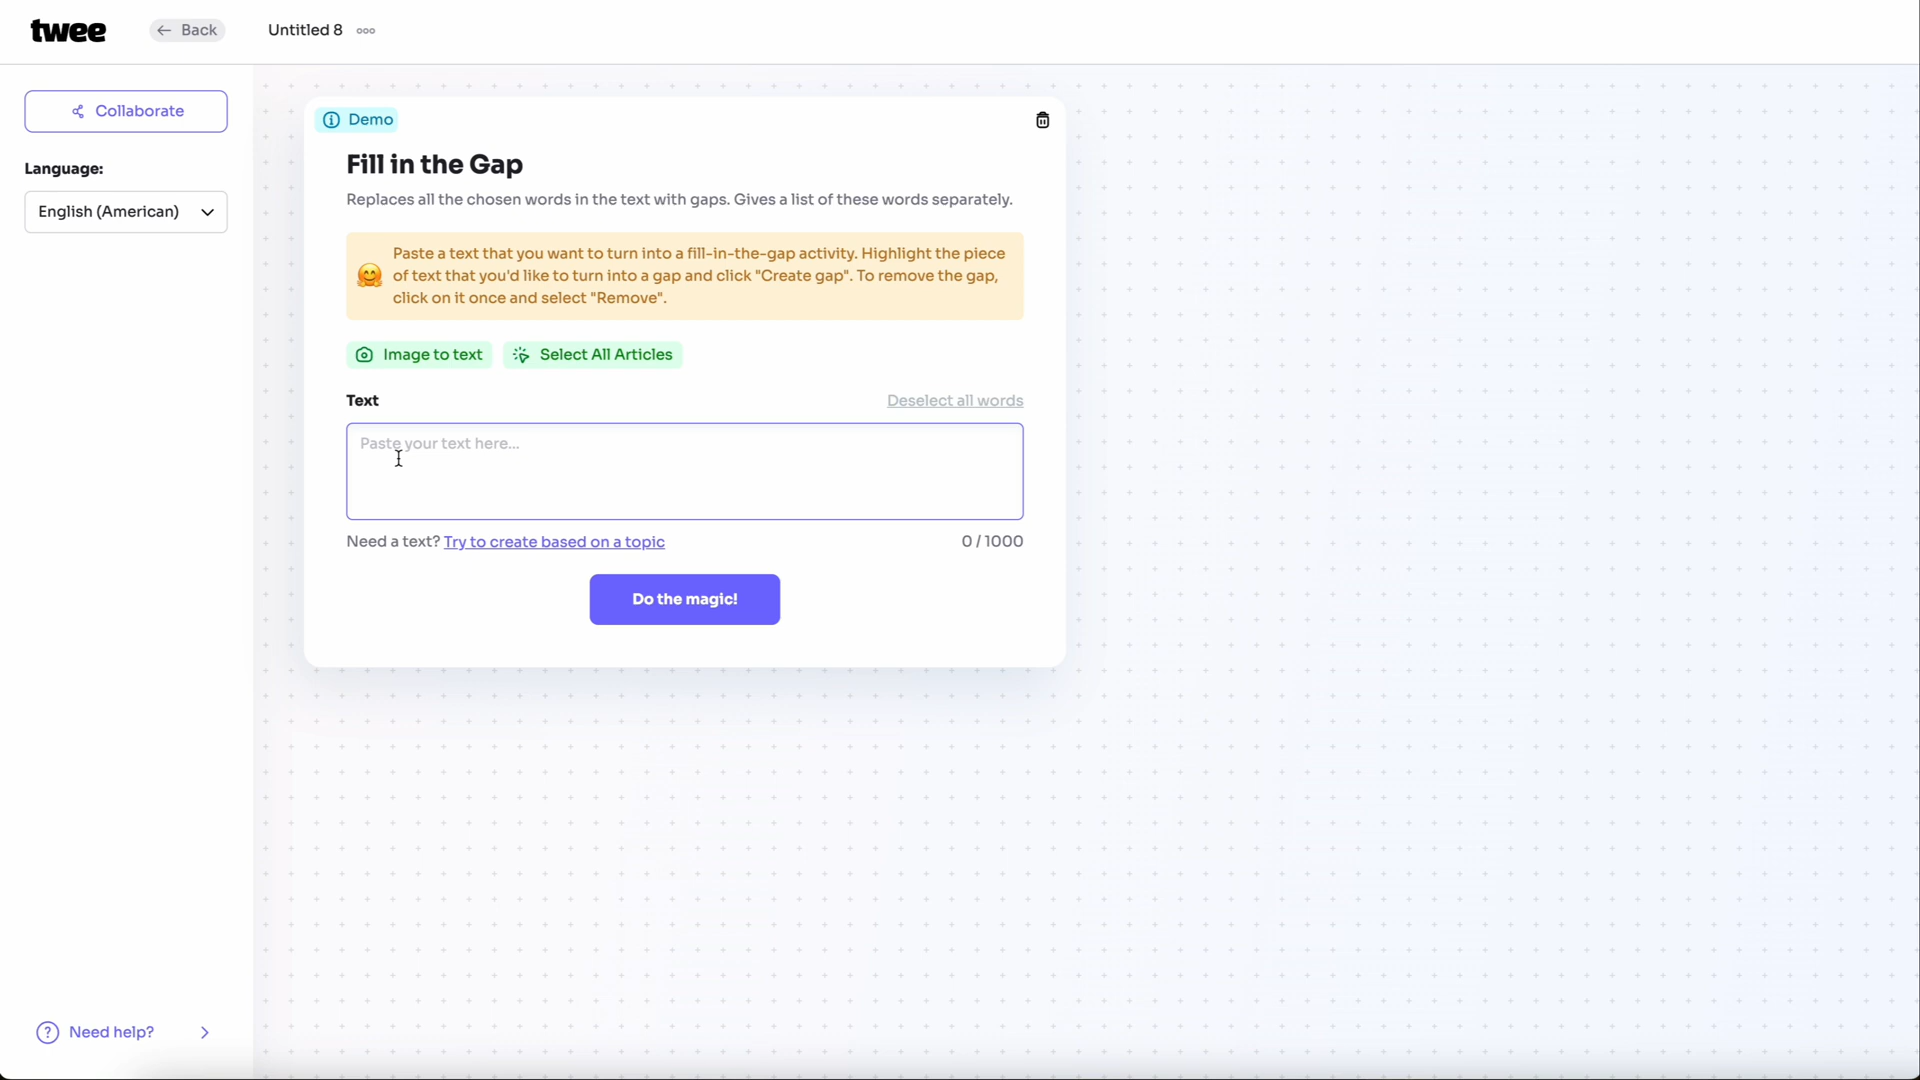 twee
Back
Untitled 8
Collaborate
Language:
English (American)
Demo
Fill in the Gap
Replaces all the chosen words in the text with gaps. Gives a list of these words separately.
Paste a text that you want to turn into a fill-in-the-gap activity. Highlight the piece
of text that you'd like to turn into a gap and click "Create gap". To remove the gap,
click on it once and select "Remove".
Image to text
Select All Articles
Text
Deselect all words
Paste your text here...
Need a text? Try to create based on a topic
0 / 1000
Do the magic!
Need help?